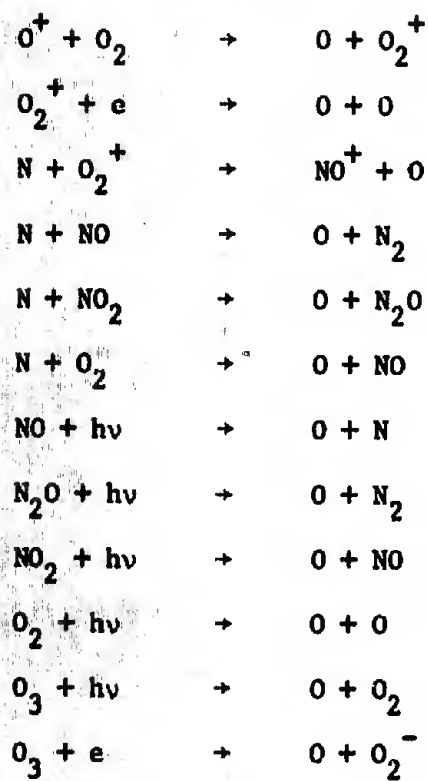 O⁺ + O₂ → O + O₂⁺
O₂⁺ + e → O + O
N + O₂⁺ → NO⁺ + O
N + NO → O + N₂
N + NO₂ → O + N₂O
N + O₂ → O + NO
NO + hν → O + N
N₂O + hν → O + N₂
NO₂ + hν → O + NO
O₂ + hν → O + O
O₃ + hν → O + O₂
O₃ + e → O + O₂⁻